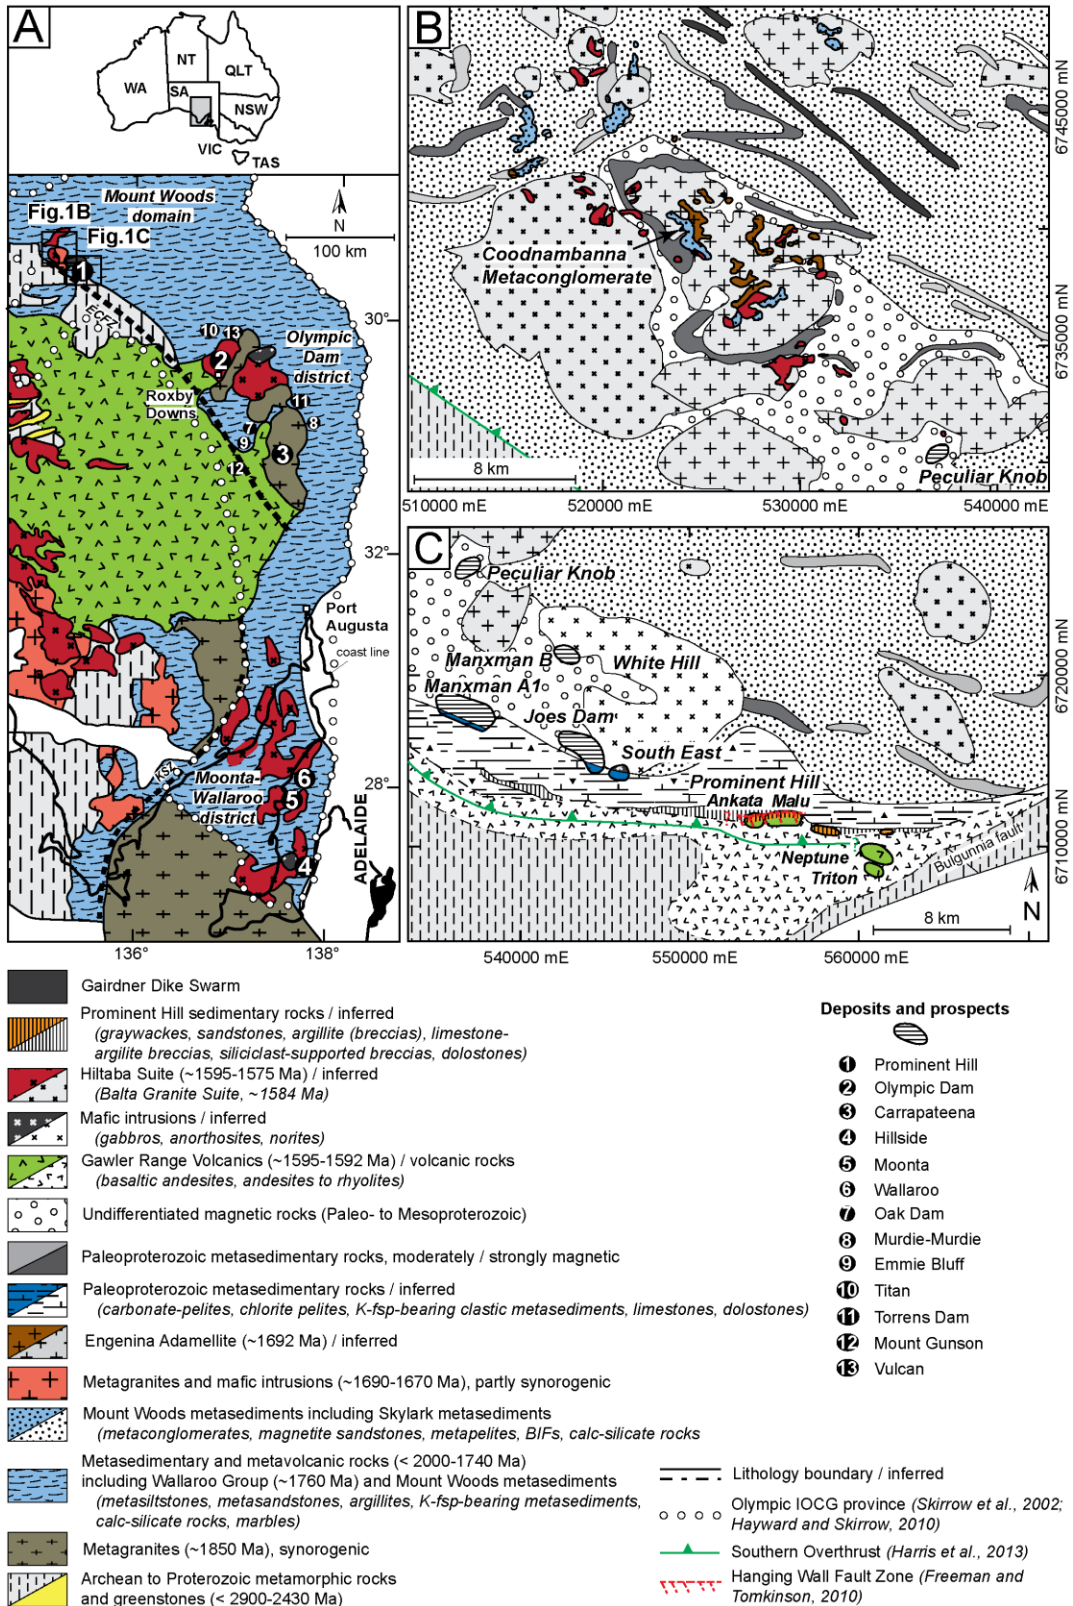 A
NT
WA
QLT
SA
NSW
VIC
TAS
Mount Woods
domain
N
100 km
Fig.1B
Fig.1C
1
30°
10
13
2
Olympic
Dam
district
Roxby
Downs
11
7
8
9
3
12
32°
Port
Augusta
coast line
KSZ
Moonta-
Wallaroo
district
6
5
28°
4
ADELAIDE
136°
138°
B
6745000 mN
Coodnambanna
Metaconglomerate
6735000 mN
8 km
Peculiar Knob
510000 mE
520000 mE
530000 mE
540000 mE
C
Peculiar Knob
Manxman B
White Hill
Manxman A1
6720000 mN
Joes Dam
South East
Prominent Hill
Ankata Malu
Neptune
Triton
Bulgunnia fault
6710000 mN
N
8 km
540000 mE
550000 mE
560000 mE
Gairdner Dike Swarm
Prominent Hill sedimentary rocks / inferred
(graywackes, sandstones, argillite (breccias), limestone-
argilite breccias, siliciclast-supported breccias, dolostones)
Hiltaba Suite (~1595-1575 Ma) / inferred
(Balta Granite Suite, ~1584 Ma)
Mafic intrusions / inferred
(gabbros, anorthosites, norites)
Gawler Range Volcanics (~1595-1592 Ma) / volcanic rocks
(basaltic andesites, andesites to rhyolites)
Undifferentiated magnetic rocks (Paleo- to Mesoproterozoic)
Paleoproterozoic metasedimentary rocks, moderately / strongly magnetic
Paleoproterozoic metasedimentary rocks / inferred
(carbonate-pelites, chlorite pelites, K-fsp-bearing clastic metasediments, limestones, dolostones)
Engenina Adamellite (~1692 Ma) / inferred
Metagranites and mafic intrusions (~1690-1670 Ma), partly synorogenic
Mount Woods metasediments including Skylark metasediments
(metaconglomerates, magnetite sandstones, metapelites, BIFs, calc-silicate rocks
Metasedimentary and metavolcanic rocks (< 2000-1740 Ma)
including Wallaroo Group (~1760 Ma) and Mount Woods metasediments
(metasiltstones, metasandstones, argillites, K-fsp-bearing metasediments,
calc-silicate rocks, marbles)
Metagranites (~1850 Ma), synorogenic
Archean to Proterozoic metamorphic rocks
and greenstones (< 2900-2430 Ma)
Deposits and prospects
1 Prominent Hill
2 Olympic Dam
3 Carrapateena
4 Hillside
5 Moonta
6 Wallaroo
7 Oak Dam
8 Murdie-Murdie
9 Emmie Bluff
10 Titan
11 Torrens Dam
12 Mount Gunson
13 Vulcan
Lithology boundary / inferred
Olympic IOCG province (Skirrow et al., 2002;
Hayward and Skirrow, 2010)
Southern Overthrust (Harris et al., 2013)
Hanging Wall Fault Zone (Freeman and
Tomkinson, 2010)